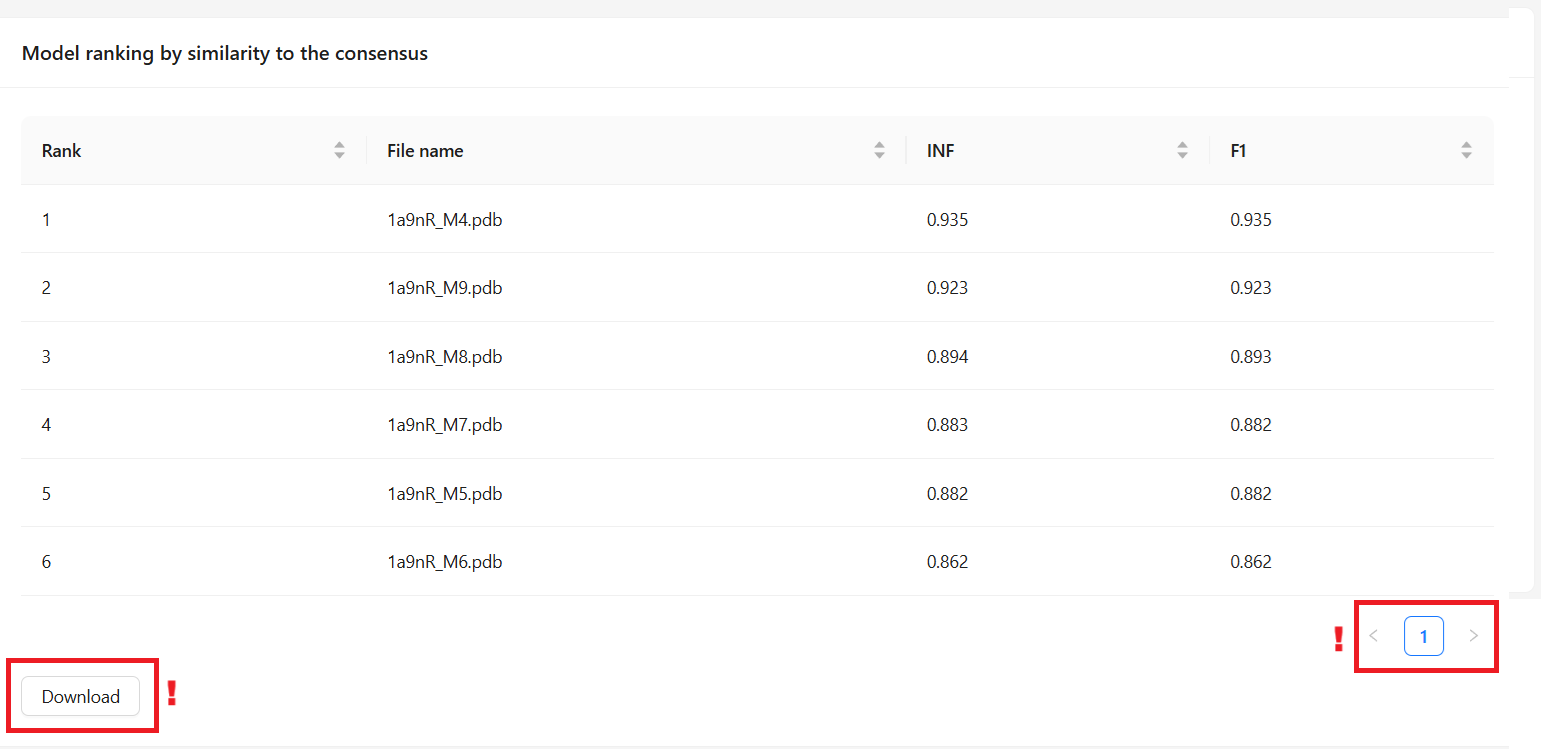 Model ranking by similarity to the consensus
Rank File name INF F1
1 1a9nR_M4.pdb 0.935 0.935
2 1a9nR_M9.pdb 0.923 0.923
3 1a9nR_M8.pdb 0.894 0.893
4 1a9nR_M7.pdb 0.883 0.882
5 1a9nR_M5.pdb 0.882 0.882
6 1a9nR_M6.pdb 0.862 0.862
! < 1 >
Download !